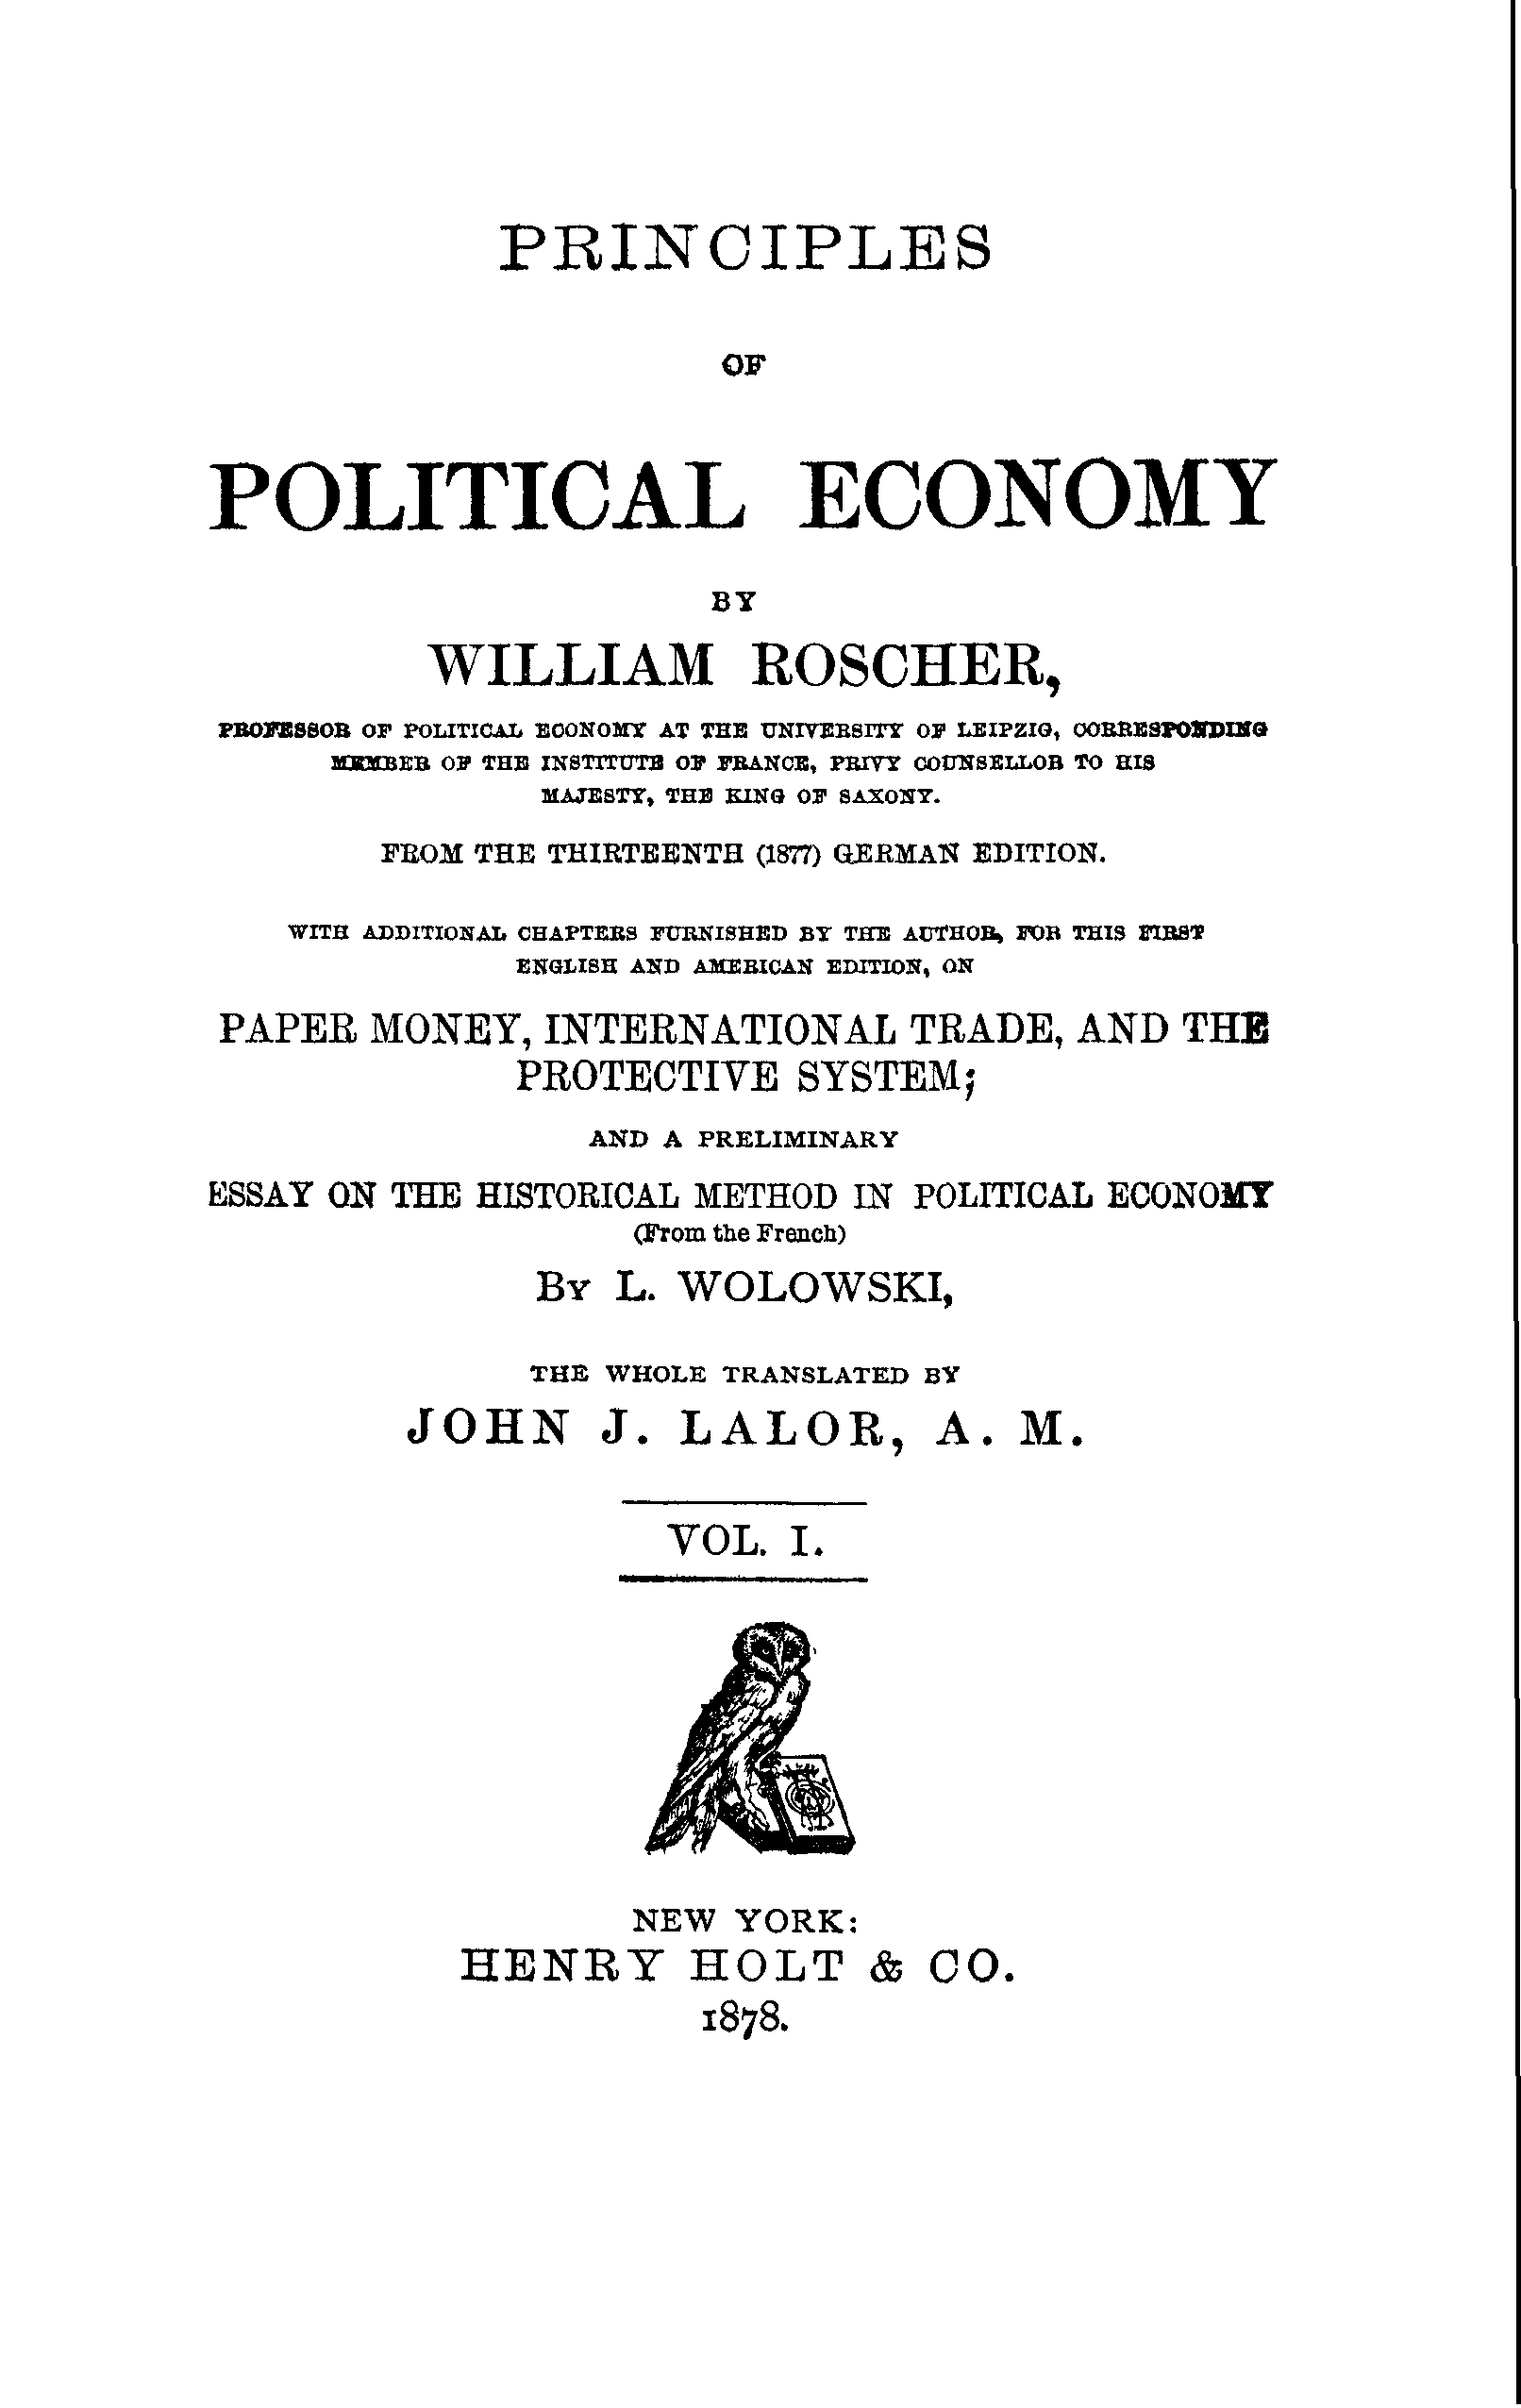 PRINCIPLES
OF
POLITICAL ECONOMY
BY
WILLIAM ROSCHER,
PROFESSOR OF POLITICAL ECONOMY AT THE UNIVERSITY OF LEIPZIG, CORRESPONDING
MEMBER OF THE INSTITUTE OF FRANCE, PRIVY COUNSELLOR TO HIS
MAJESTY, THE KING OF SAXONY.
FROM THE THIRTEENTH (1877) GERMAN EDITION.
WITH ADDITIONAL CHAPTERS FURNISHED BY THE AUTHOR, FOR THIS FIRST
ENGLISH AND AMERICAN EDITION, ON
PAPER MONEY, INTERNATIONAL TRADE, AND THE
PROTECTIVE SYSTEM;
AND A PRELIMINARY
ESSAY ON THE HISTORICAL METHOD IN POLITICAL ECONOMY
(From the French)
BY L. WOLOWSKI,
THE WHOLE TRANSLATED BY
JOHN J. LALOR, A. M.
VOL. I.
NEW YORK:
HENRY HOLT & CO.
1878.